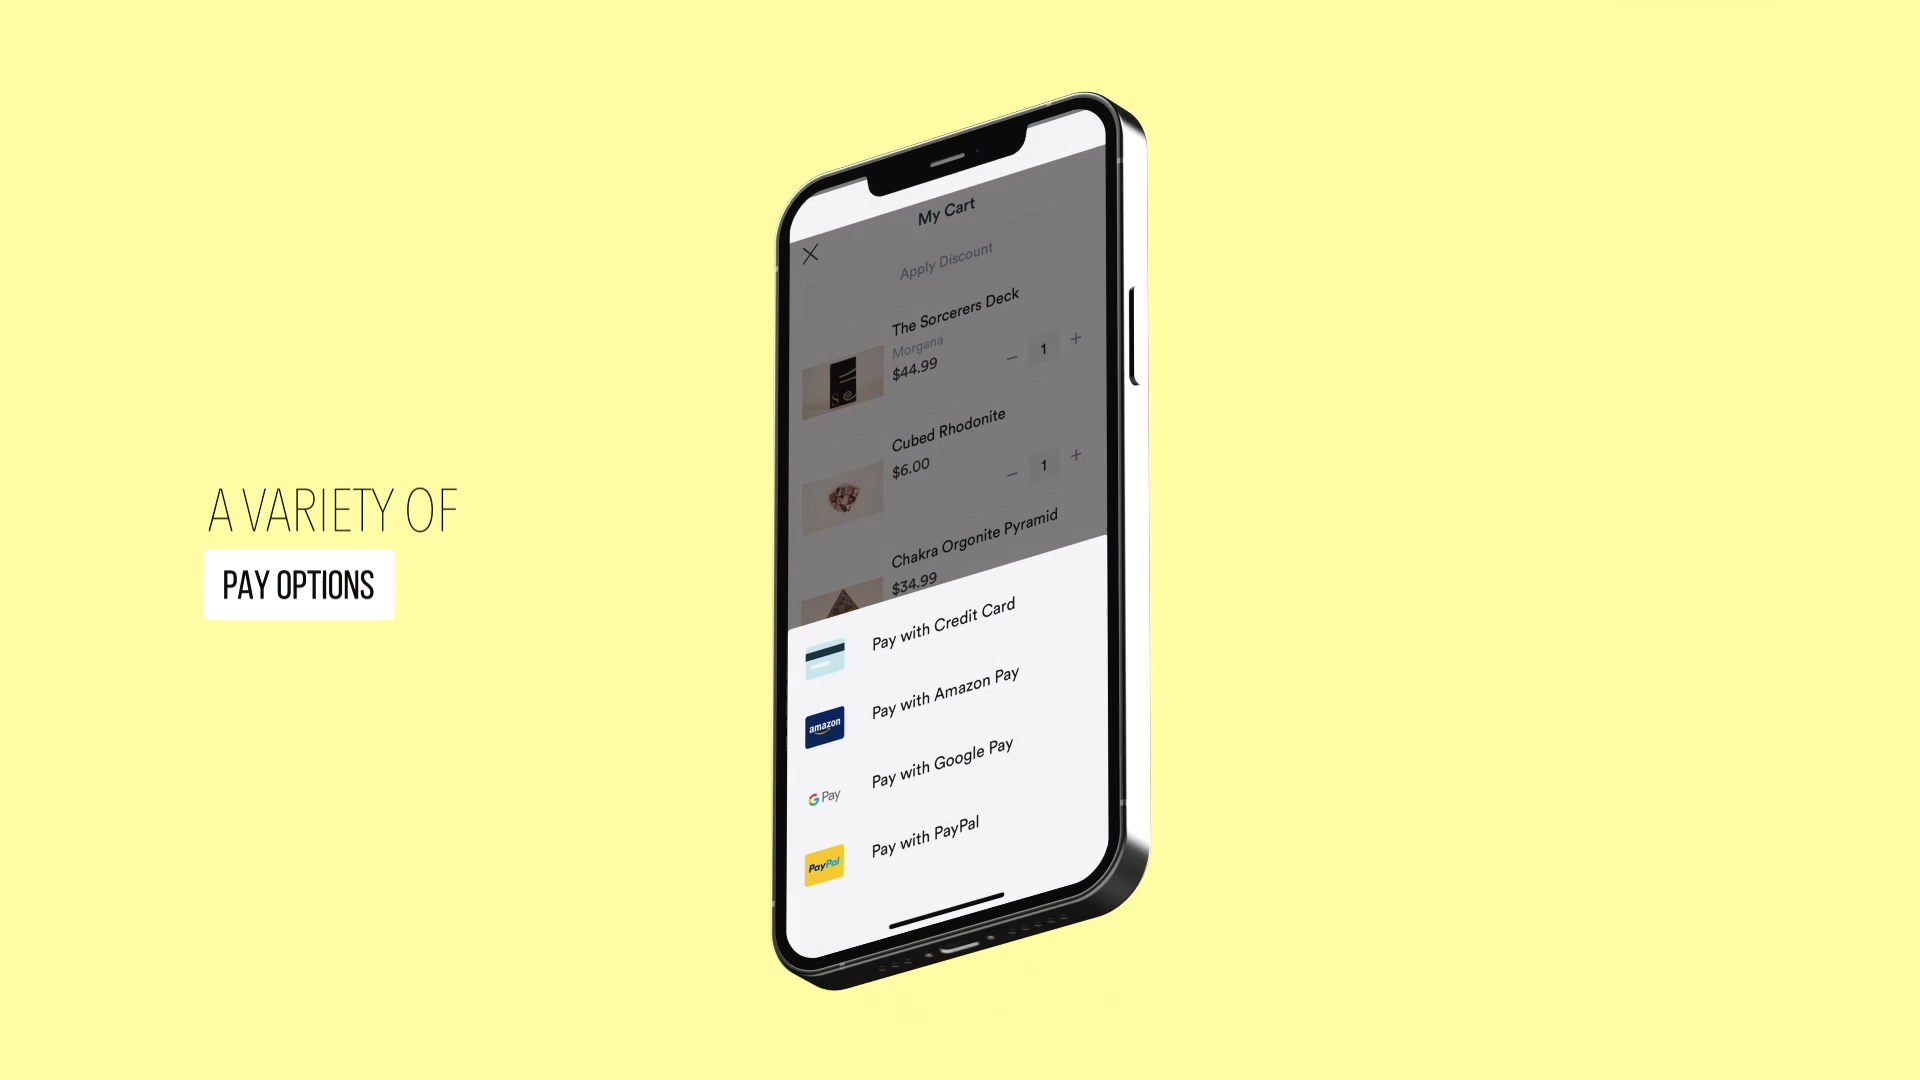 A VARIETY OF
PAY OPTIONS
My Cart
Apply Discount
The Sorcerers Deck
Morgana
$44.99
1
Cubed Rhodonite
$6.00
1
Chakra Orgonite Pyramid
$34.99
Pay with Credit Card
amazon
Pay with Amazon Pay
G Pay
Pay with Google Pay
PayPal
Pay with PayPal